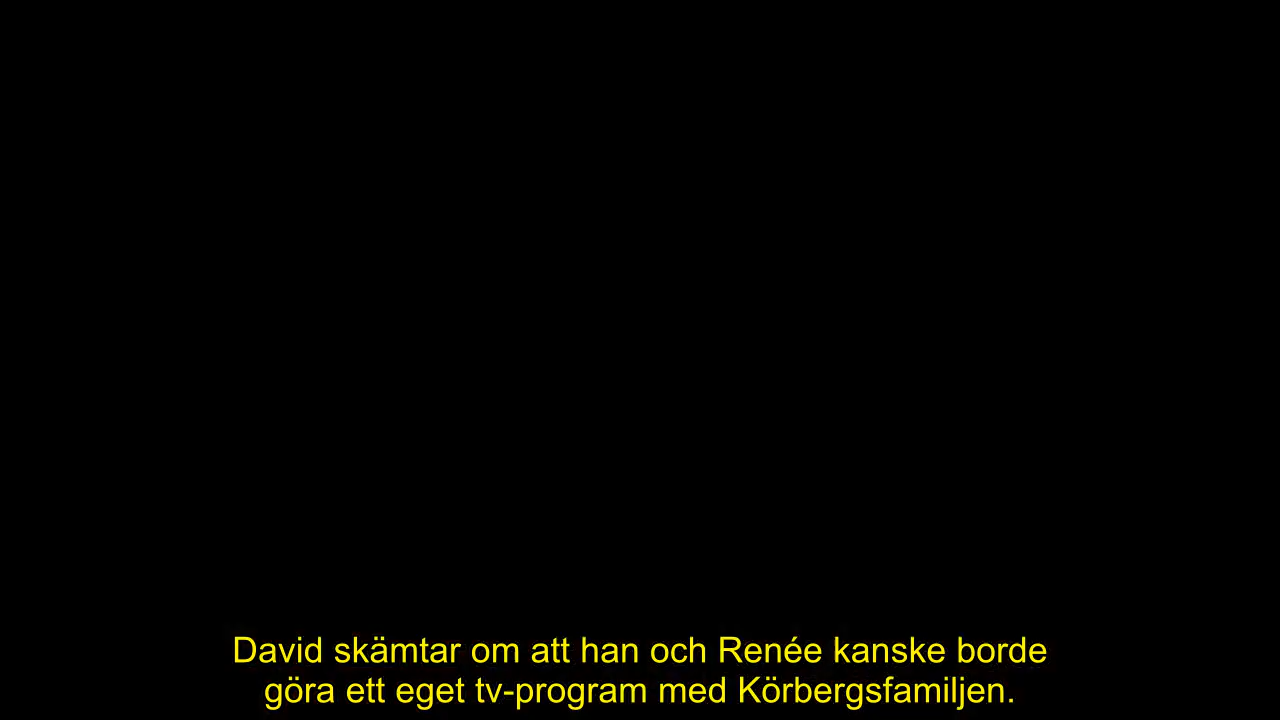 David skämtar om att han och Renée kanske borde
göra ett eget tv-program med Körbergsfamiljen.